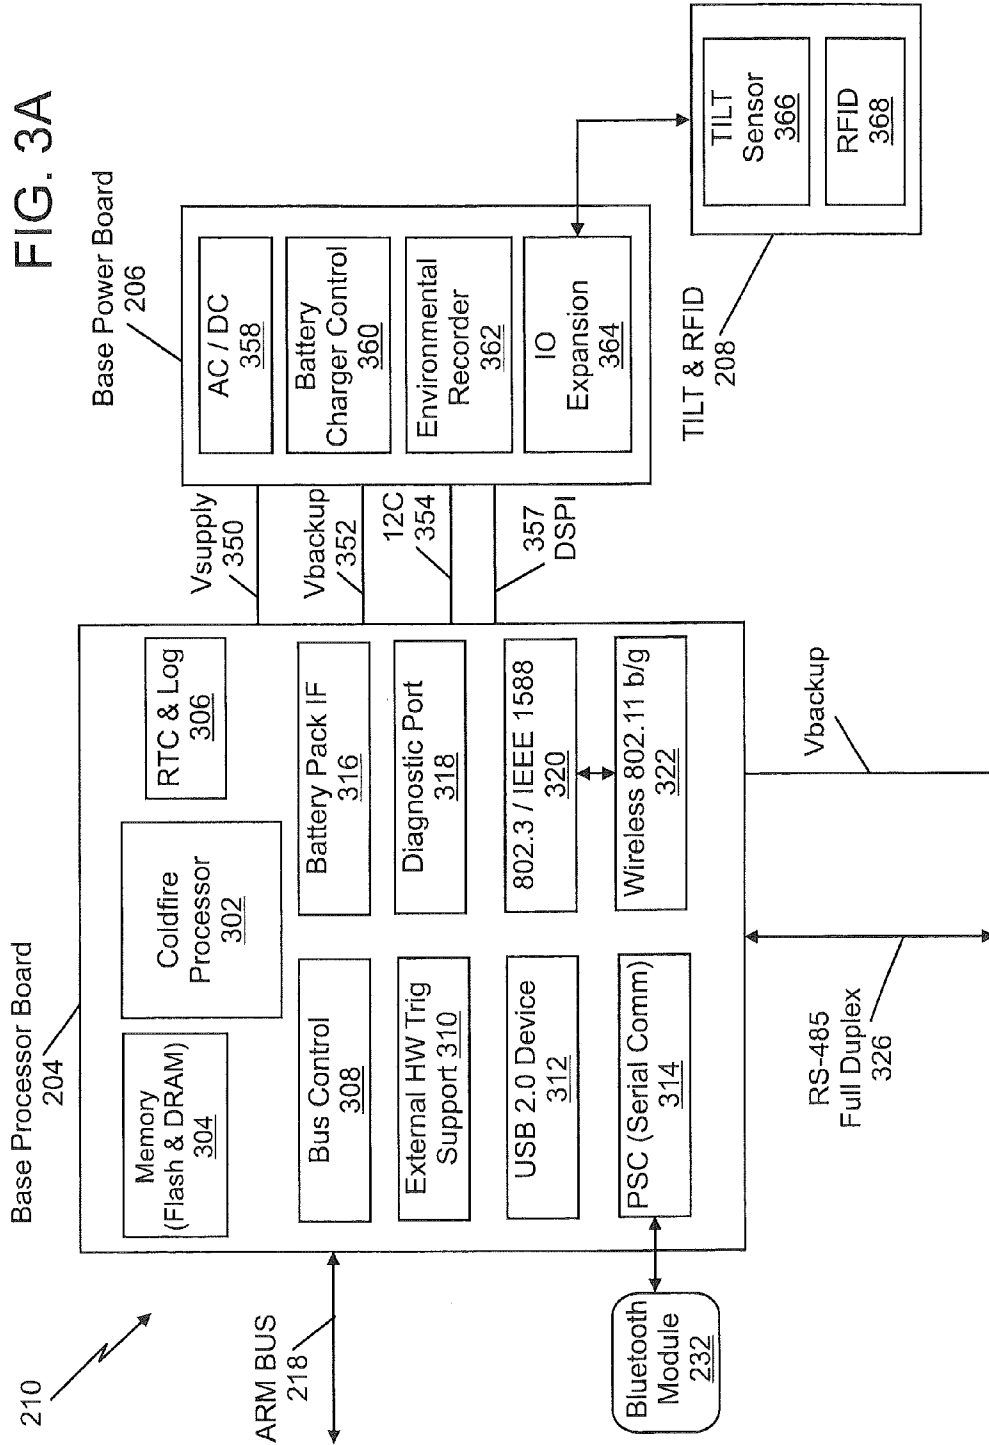 FIG. 3A
210
Base Processor Board
204
Memory
(Flash & DRAM)
304
Coldfire
Processor
302
RTC & Log
306
Bus Control
308
Battery Pack IF
316
External HW Trig
Support 310
Diagnostic Port
318
USB 2.0 Device
312
802.3 / IEEE 1588
320
PSC (Serial Comm)
314
Wireless 802.11 b/g
322
ARM BUS
218
Bluetooth
Module
232
RS-485
Full Duplex
326
Vbackup
Vsupply
350
Vbackup
352
12C
354
357
DSPI
Base Power Board
206
AC / DC
358
Battery
Charger Control
360
Environmental
Recorder
362
IO
Expansion
364
TILT & RFID
208
TILT
Sensor
366
RFID
368